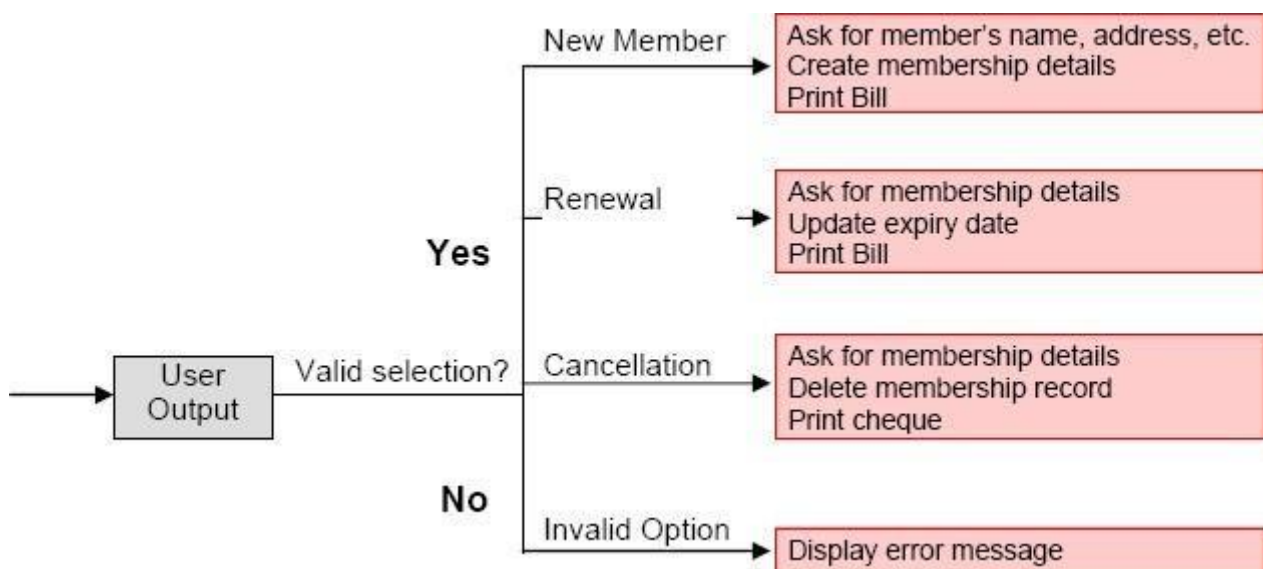 New Member
Ask for member's name, address, etc.
Create membership details
Print Bill
Renewal
Ask for membership details
Update expiry date
Print Bill
Yes
User
Output
Valid selection?
Cancellation
Ask for membership details
Delete membership record
Print cheque
No
Invalid Option
Display error message